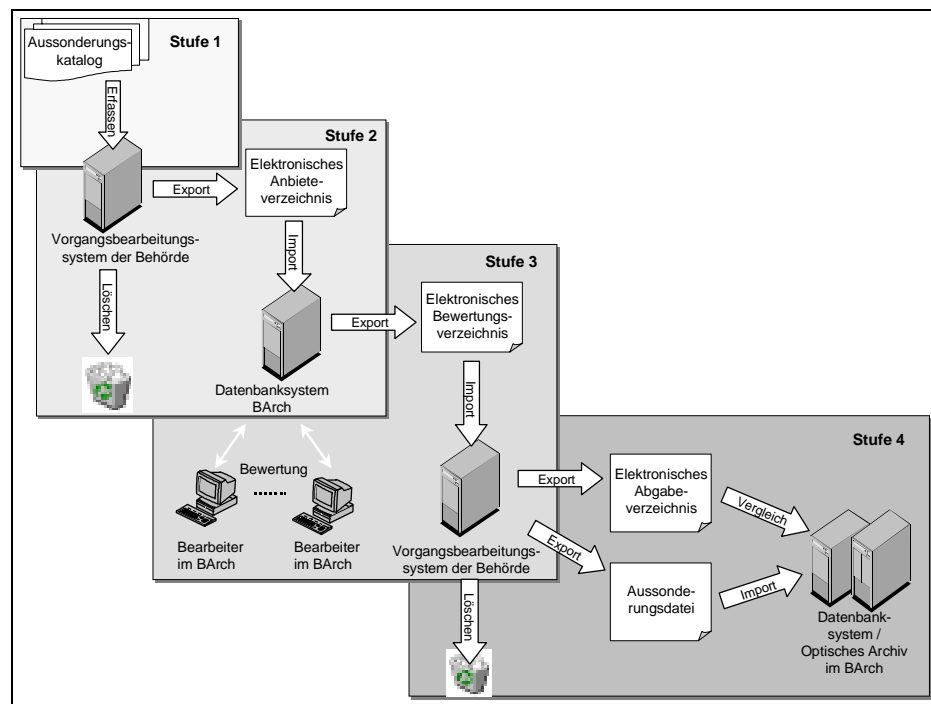 Stufe 1
Aussonderungs-
katalog
Erfassen
Stufe 2
Elektronisches
Anbiete-
verzeichnis
Export
Vorgangsbearbeitungs-
system der Behörde
Import
Löschen
Datenbanksystem
BArch
Stufe 3
Export
Elektronisches
Bewertungs-
verzeichnis
Import
Bewertung
Bearbeiter
im BArch
Bearbeiter
im BArch
Vorgangsbearbeitungs-
system der Behörde
Löschen
Stufe 4
Export
Elektronisches
Abgabe-
verzeichnis
Vergleich
Export
Aussonde-
rungsdatei
Import
Datenbank-
system /
Optisches Archiv
im BArch